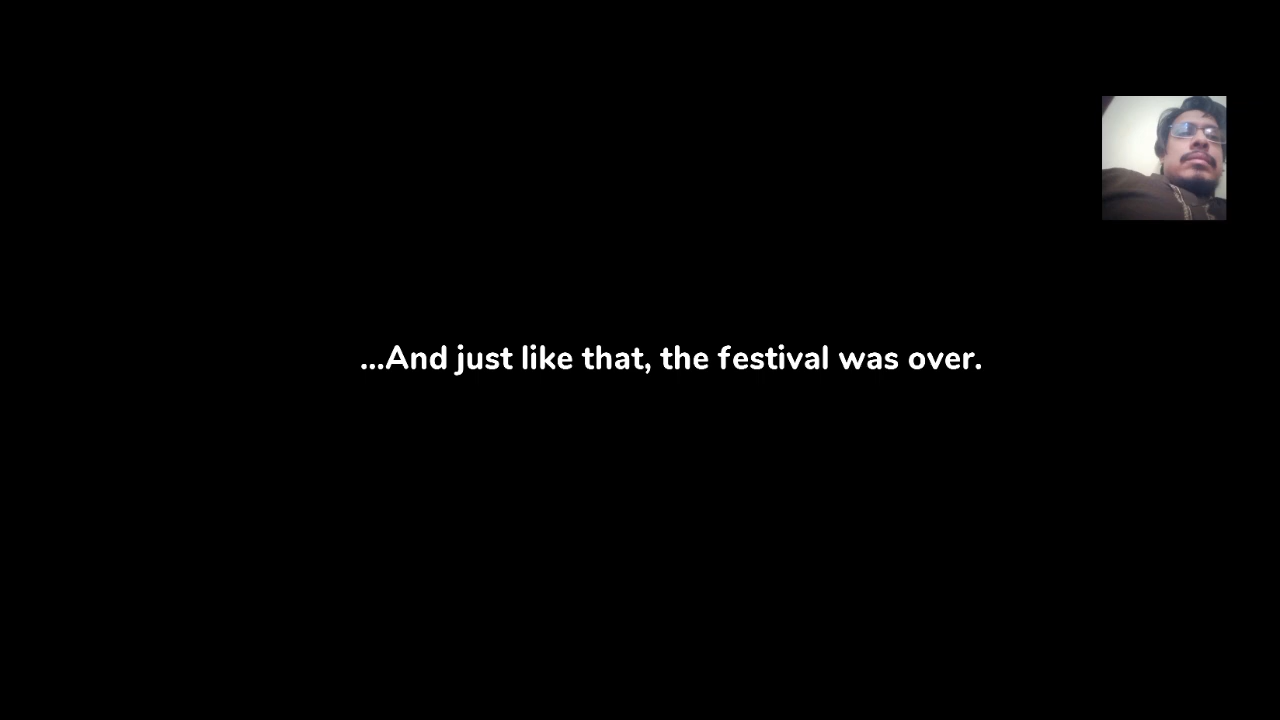 ...And just like that, the festival was over.